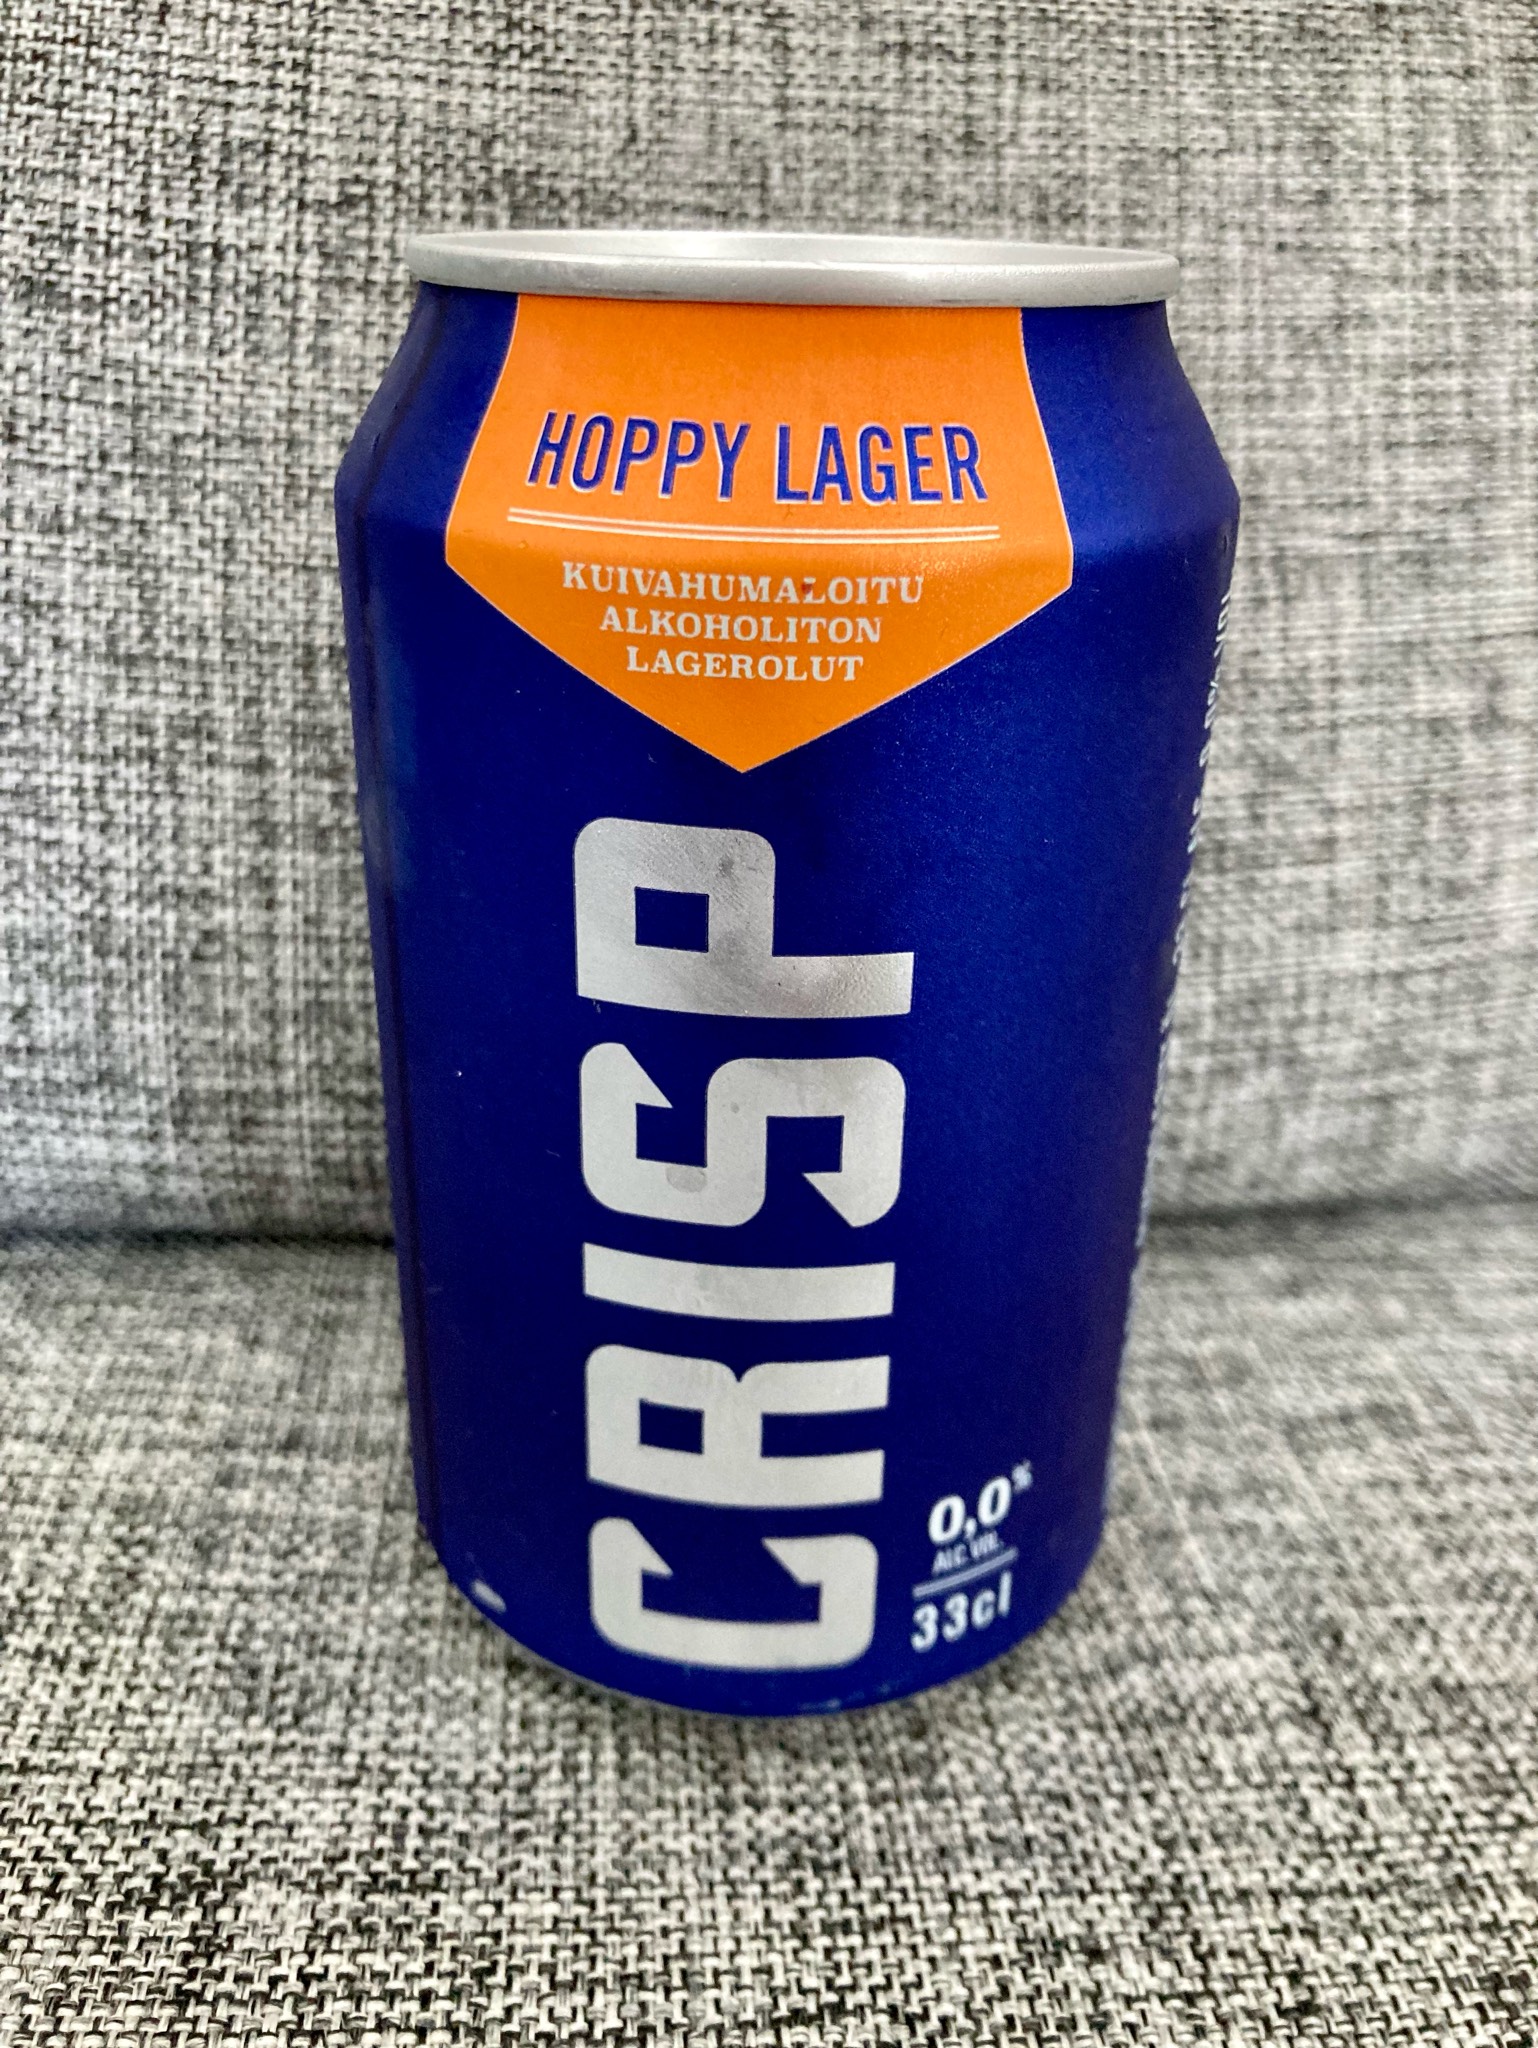 HOPPY LAGER
KUIVAHUMALOITU
ALKOHOLITON
LAGEROLUT
CRISP
0,0%
ALC. VOL.
33cl